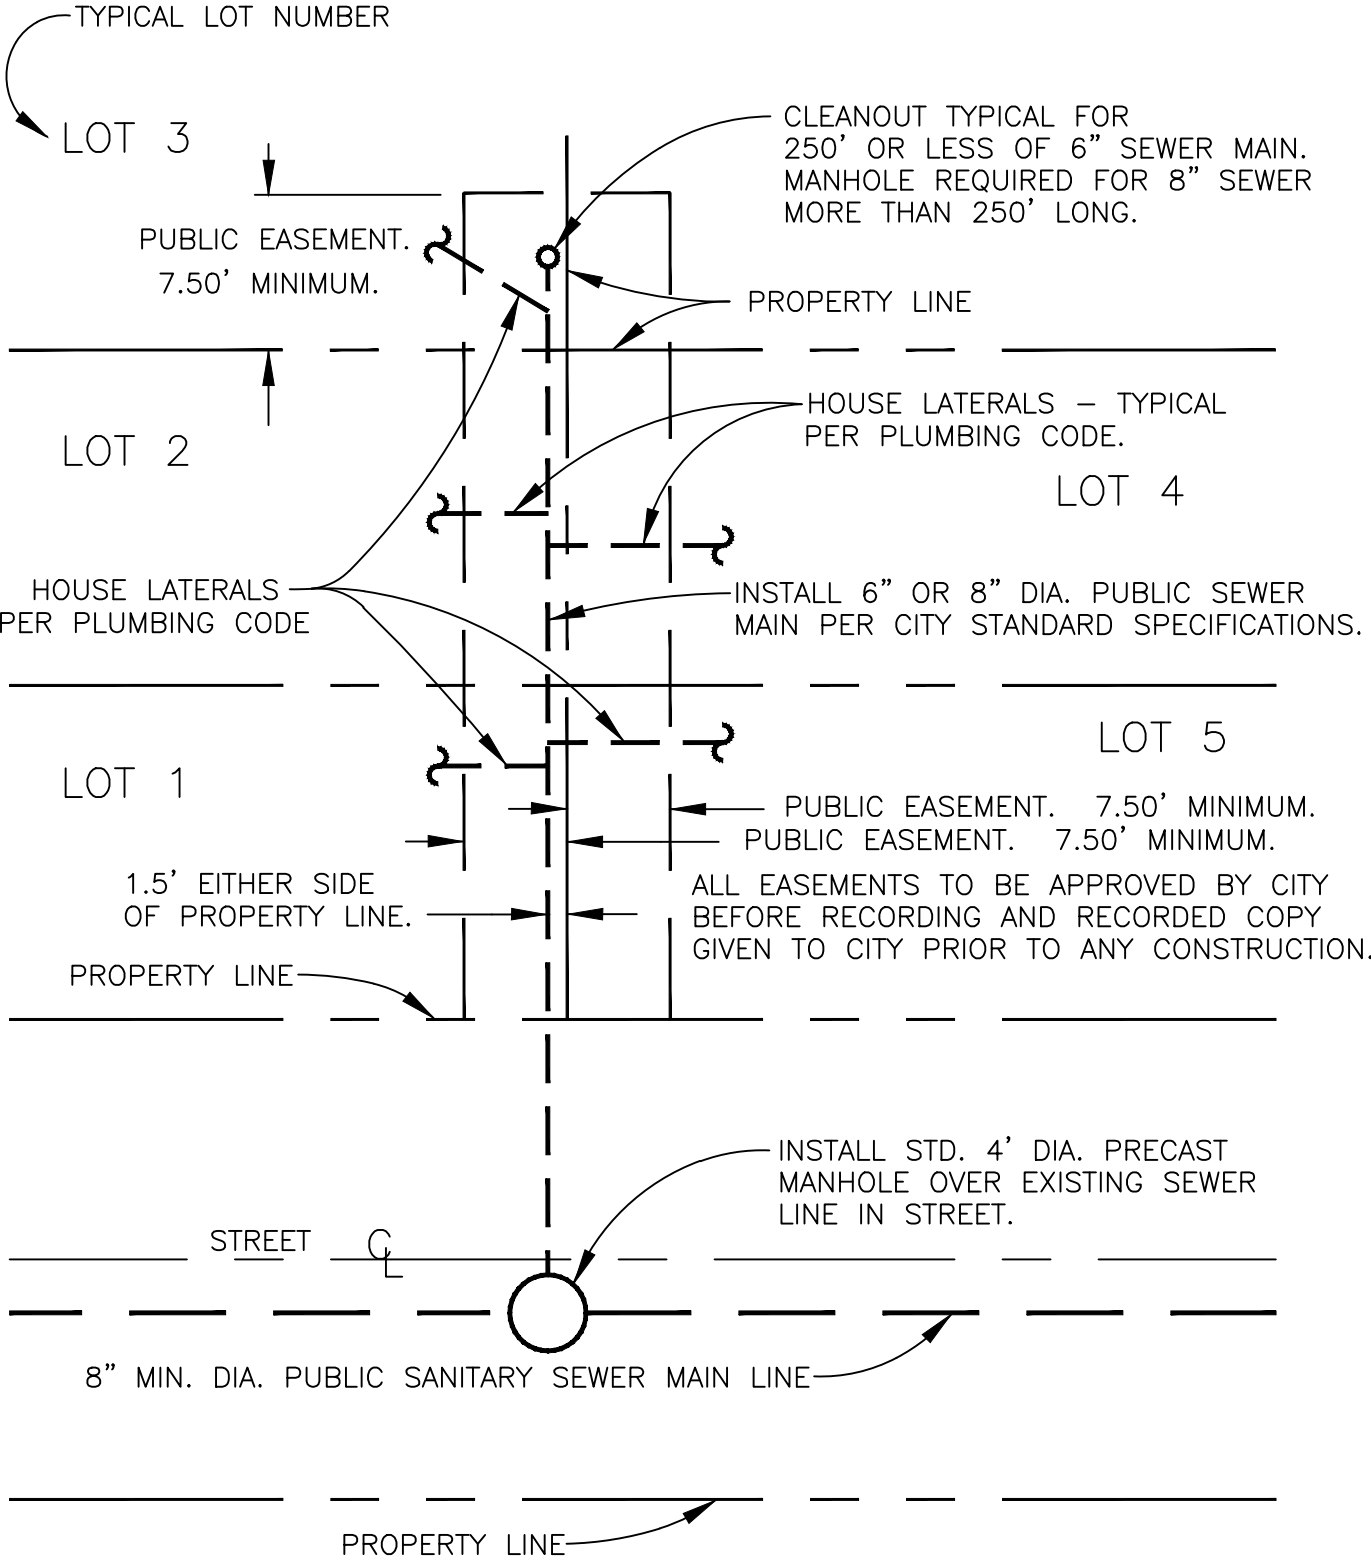 TYPICAL LOT NUMBER
LOT 3
CLEANOUT TYPICAL FOR
250' OR LESS OF 6" SEWER MAIN.
MANHOLE REQUIRED FOR 8" SEWER
MORE THAN 250' LONG.
PUBLIC EASEMENT.
7.50' MINIMUM.
PROPERTY LINE
HOUSE LATERALS – TYPICAL
PER PLUMBING CODE.
LOT 2
LOT 4
HOUSE LATERALS
PER PLUMBING CODE
INSTALL 6" OR 8" DIA. PUBLIC SEWER
MAIN PER CITY STANDARD SPECIFICATIONS.
LOT 5
LOT 1
PUBLIC EASEMENT. 7.50' MINIMUM.
PUBLIC EASEMENT. 7.50' MINIMUM.
1.5' EITHER SIDE
OF PROPERTY LINE.
ALL EASEMENTS TO BE APPROVED BY CITY
BEFORE RECORDING AND RECORDED COPY
GIVEN TO CITY PRIOR TO ANY CONSTRUCTION.
PROPERTY LINE
INSTALL STD. 4' DIA. PRECAST
MANHOLE OVER EXISTING SEWER
LINE IN STREET.
STREET ℄
8" MIN. DIA. PUBLIC SANITARY SEWER MAIN LINE
PROPERTY LINE